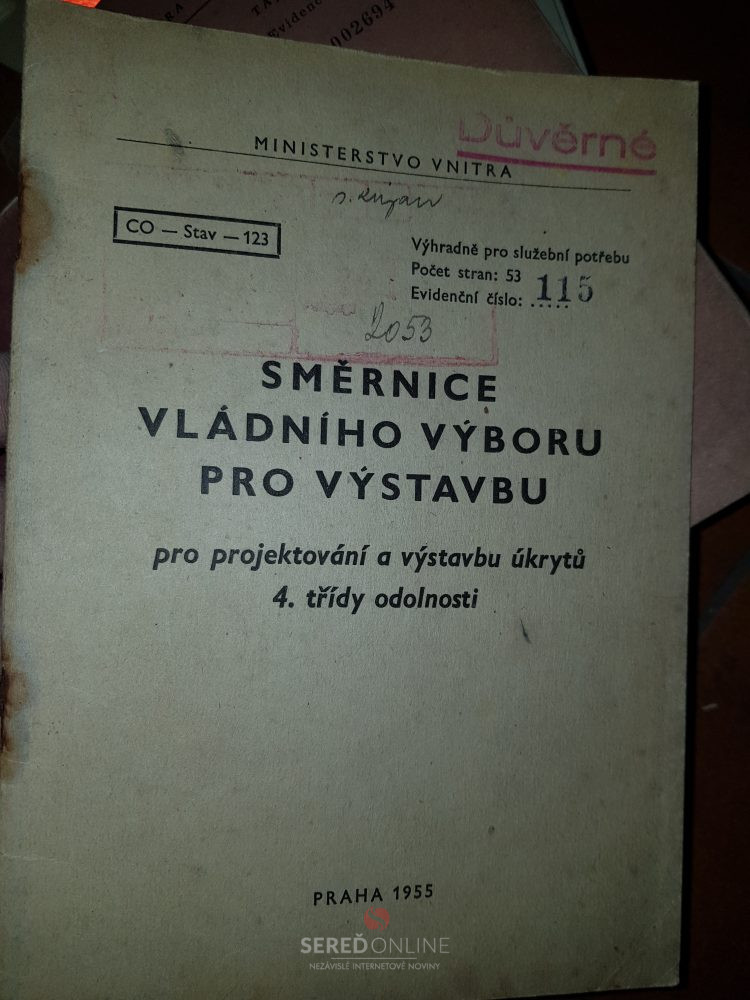 002694
Důvěrné
MINISTERSTVO VNITRA
CO — Stav — 123
Výhradně pro služební potřebu
Počet stran: 53
Evidenční číslo: ..... 115
2053
SMĚRNICE
VLÁDNÍHO VÝBORU
PRO VÝSTAVBU
pro projektování a výstavbu úkrytů
4. třídy odolnosti
PRAHA 1955
SEREĎONLINE
NEZÁVISLÉ INTERNETOVÉ NOVINY